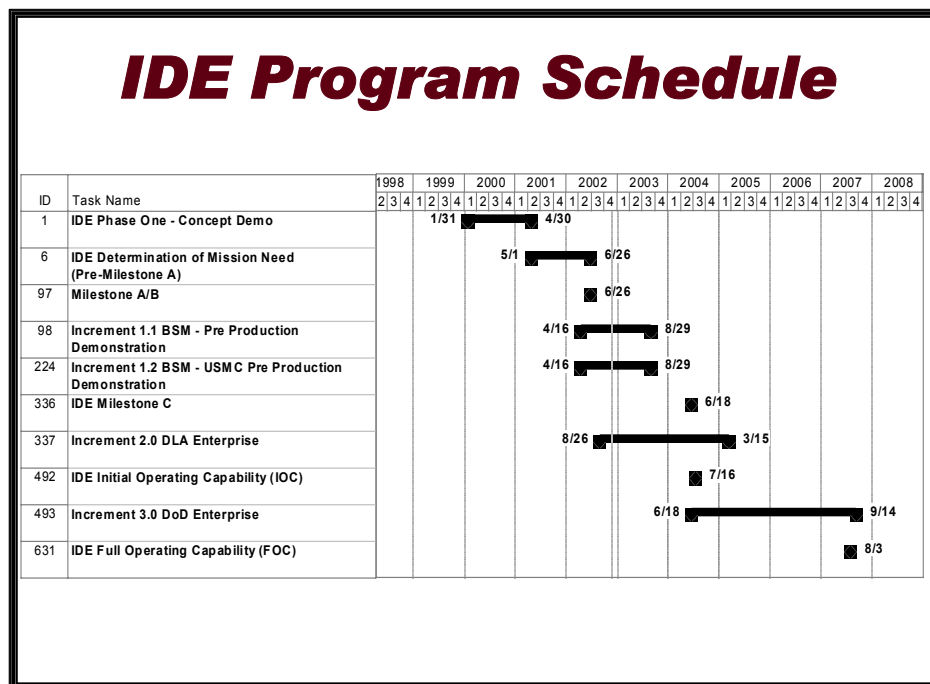 IDE Program Schedule
1998 1999 2000 2001 2002 2003 2004 2005 2006 2007 2008
ID Task Name 2 3 4 1 2 3 4 1 2 3 4 1 2 3 4 1 2 3 4 1 2 3 4 1 2 3 4 1 2 3 4 1 2 3 4 1 2 3 4 1 2 3 4
1 IDE Phase One - Concept Demo 1/31 4/30
6 IDE Determination of Mission Need 5/1 6/26
(Pre-Milestone A)
97 Milestone A/B 6/26
98 Increment 1.1 BSM - Pre Production 4/16 8/29
Demonstration
224 Increment 1.2 BSM - USMC Pre Production 4/16 8/29
Demonstration
336 IDE Milestone C 6/18
337 Increment 2.0 DLA Enterprise 8/26 3/15
492 IDE Initial Operating Capability (IOC) 7/16
493 Increment 3.0 DoD Enterprise 6/18 9/14
631 IDE Full Operating Capability (FOC) 8/3